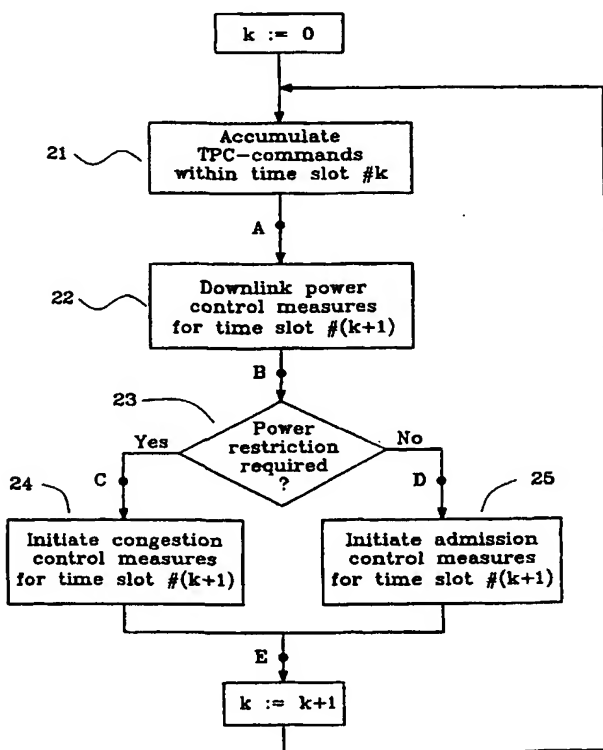 k := 0
21
Accumulate
TPC-commands
within time slot #k
A
22
Downlink power
control measures
for time slot #(k+1)
B
23
Power
restriction
required
?
Yes
No
24
C
D
25
Initiate congestion
control measures
for time slot #(k+1)
Initiate admission
control measures
for time slot #(k+1)
E
k := k+1